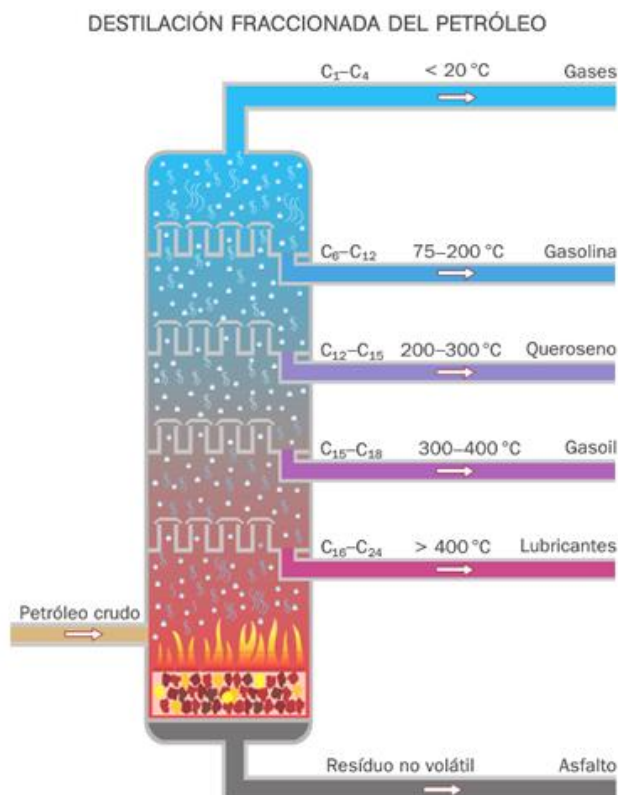 DESTILACIÓN FRACCIONADA DEL PETRÓLEO
C₁–C₄ < 20 °C Gases
C₆–C₁₂ 75–200 °C Gasolina
C₁₂–C₁₅ 200–300 °C Queroseno
C₁₅–C₁₈ 300–400 °C Gasoil
C₁₆–C₂₄ > 400 °C Lubricantes
Petróleo crudo
Resíduo no volátil Asfalto